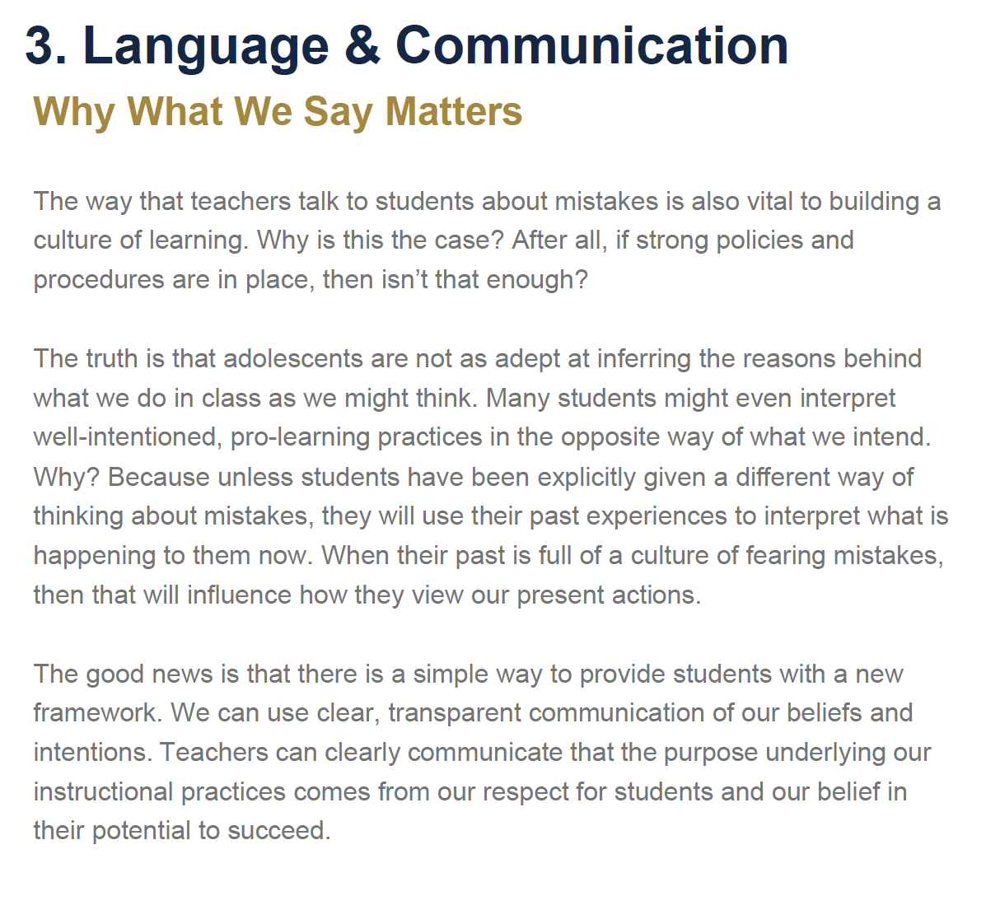 3. Language & Communication
Why What We Say Matters
The way that teachers talk to students about mistakes is also vital to building a
culture of learning. Why is this the case? After all, if strong policies and
procedures are in place, then isn’t that enough?
The truth is that adolescents are not as adept at inferring the reasons behind
what we do in class as we might think. Many students might even interpret
well-intentioned, pro-learning practices in the opposite way of what we intend.
Why? Because unless students have been explicitly given a different way of
thinking about mistakes, they will use their past experiences to interpret what is
happening to them now. When their past is full of a culture of fearing mistakes,
then that will influence how they view our present actions.
The good news is that there is a simple way to provide students with a new
framework. We can use clear, transparent communication of our beliefs and
intentions. Teachers can clearly communicate that the purpose underlying our
instructional practices comes from our respect for students and our belief in
their potential to succeed.